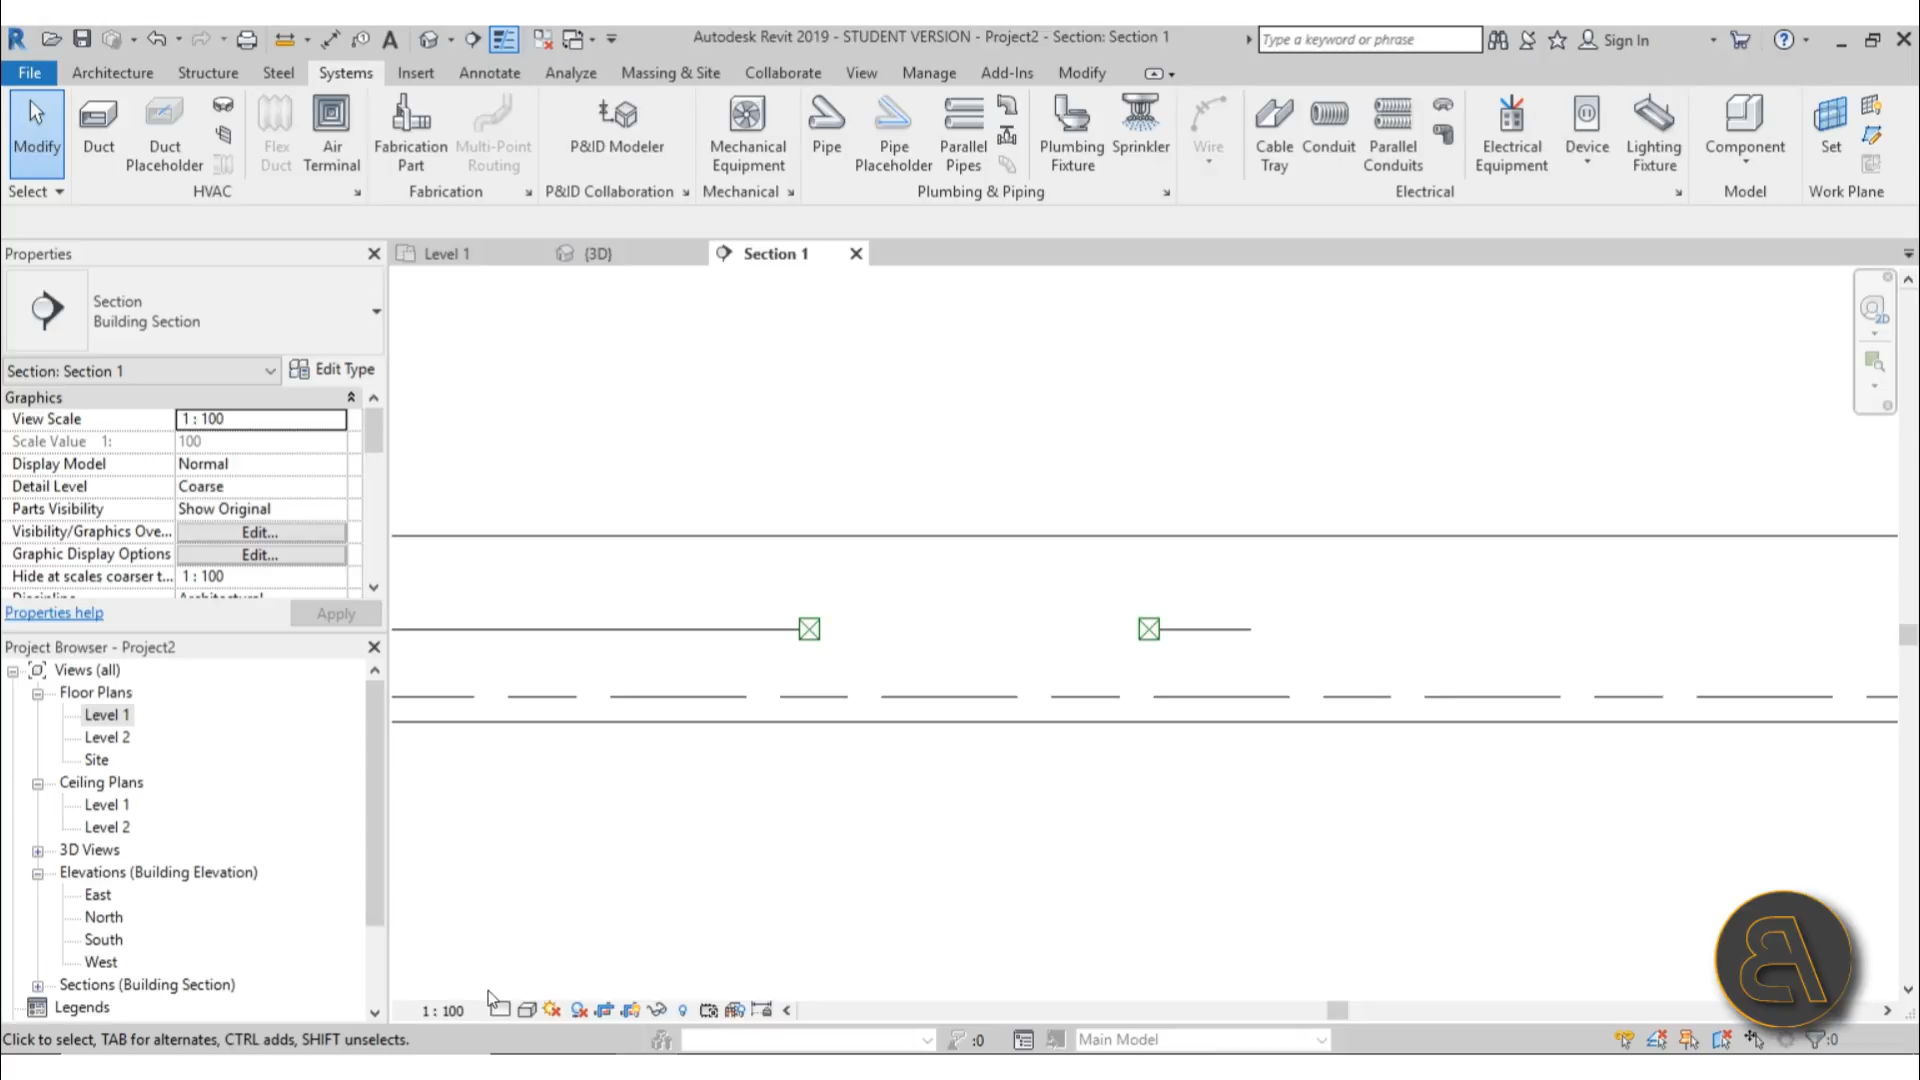 Autodesk Revit 2019 - STUDENT VERSION - Project2 - Section: Section 1
Type a keyword or phrase
Sign In
File Architecture Structure Steel Systems Insert Annotate Analyze Massing & Site Collaborate View Manage Add-Ins Modify
Modify
Duct
Duct Placeholder
Flex Duct
Air Terminal
Fabrication Part
Multi-Point Routing
P&ID Modeler
Mechanical Equipment
Pipe
Pipe Placeholder
Parallel Pipes
Plumbing Fixture
Sprinkler
Wire
Cable Tray
Conduit
Parallel Conduits
Electrical Equipment
Device
Lighting Fixture
Component
Set
Select HVAC Fabrication P&ID Collaboration Mechanical Plumbing & Piping Electrical Model Work Plane
Properties
Level 1 {3D} Section 1
Section
Building Section
Section: Section 1 Edit Type
Graphics
View Scale 1 : 100
Scale Value 1: 100
Display Model Normal
Detail Level Coarse
Parts Visibility Show Original
Visibility/Graphics Ove... Edit...
Graphic Display Options Edit...
Hide at scales coarser t... 1 : 100
Discipline Architectural
Properties help Apply
Project Browser - Project2
Views (all)
Floor Plans
Level 1
Level 2
Site
Ceiling Plans
Level 1
Level 2
3D Views
Elevations (Building Elevation)
East
North
South
West
Sections (Building Section)
Legends
1 : 100
Click to select, TAB for alternates, CTRL adds, SHIFT unselects.
:0
Main Model
:0